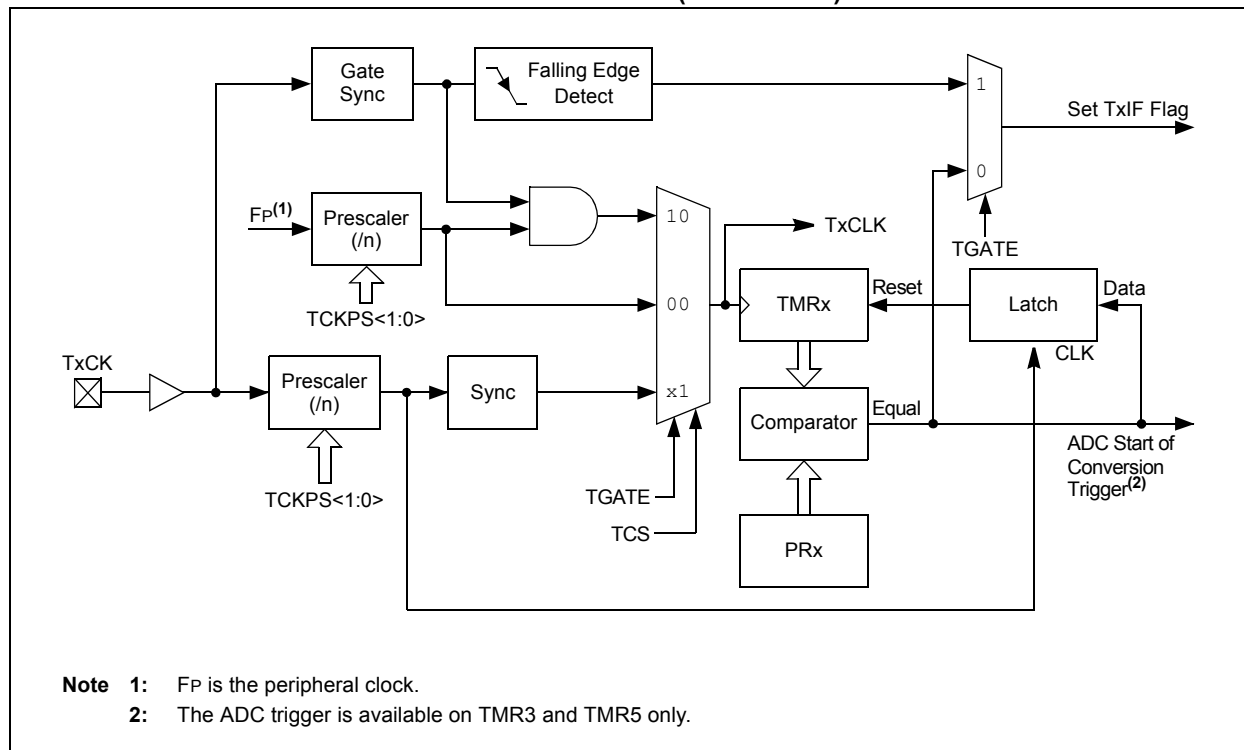 Gate
Sync
Falling Edge
Detect
1
Set TxIF Flag
0
FP(1)
Prescaler
(/n)
10
TxCLK
TGATE
TCKPS<1:0>
00
TMRx
Reset
Latch
Data
CLK
TxCK
Prescaler
(/n)
Sync
x1
Comparator
Equal
ADC Start of
Conversion
Trigger(2)
TCKPS<1:0>
TGATE
TCS
PRx
Note 1: FP is the peripheral clock.
2: The ADC trigger is available on TMR3 and TMR5 only.